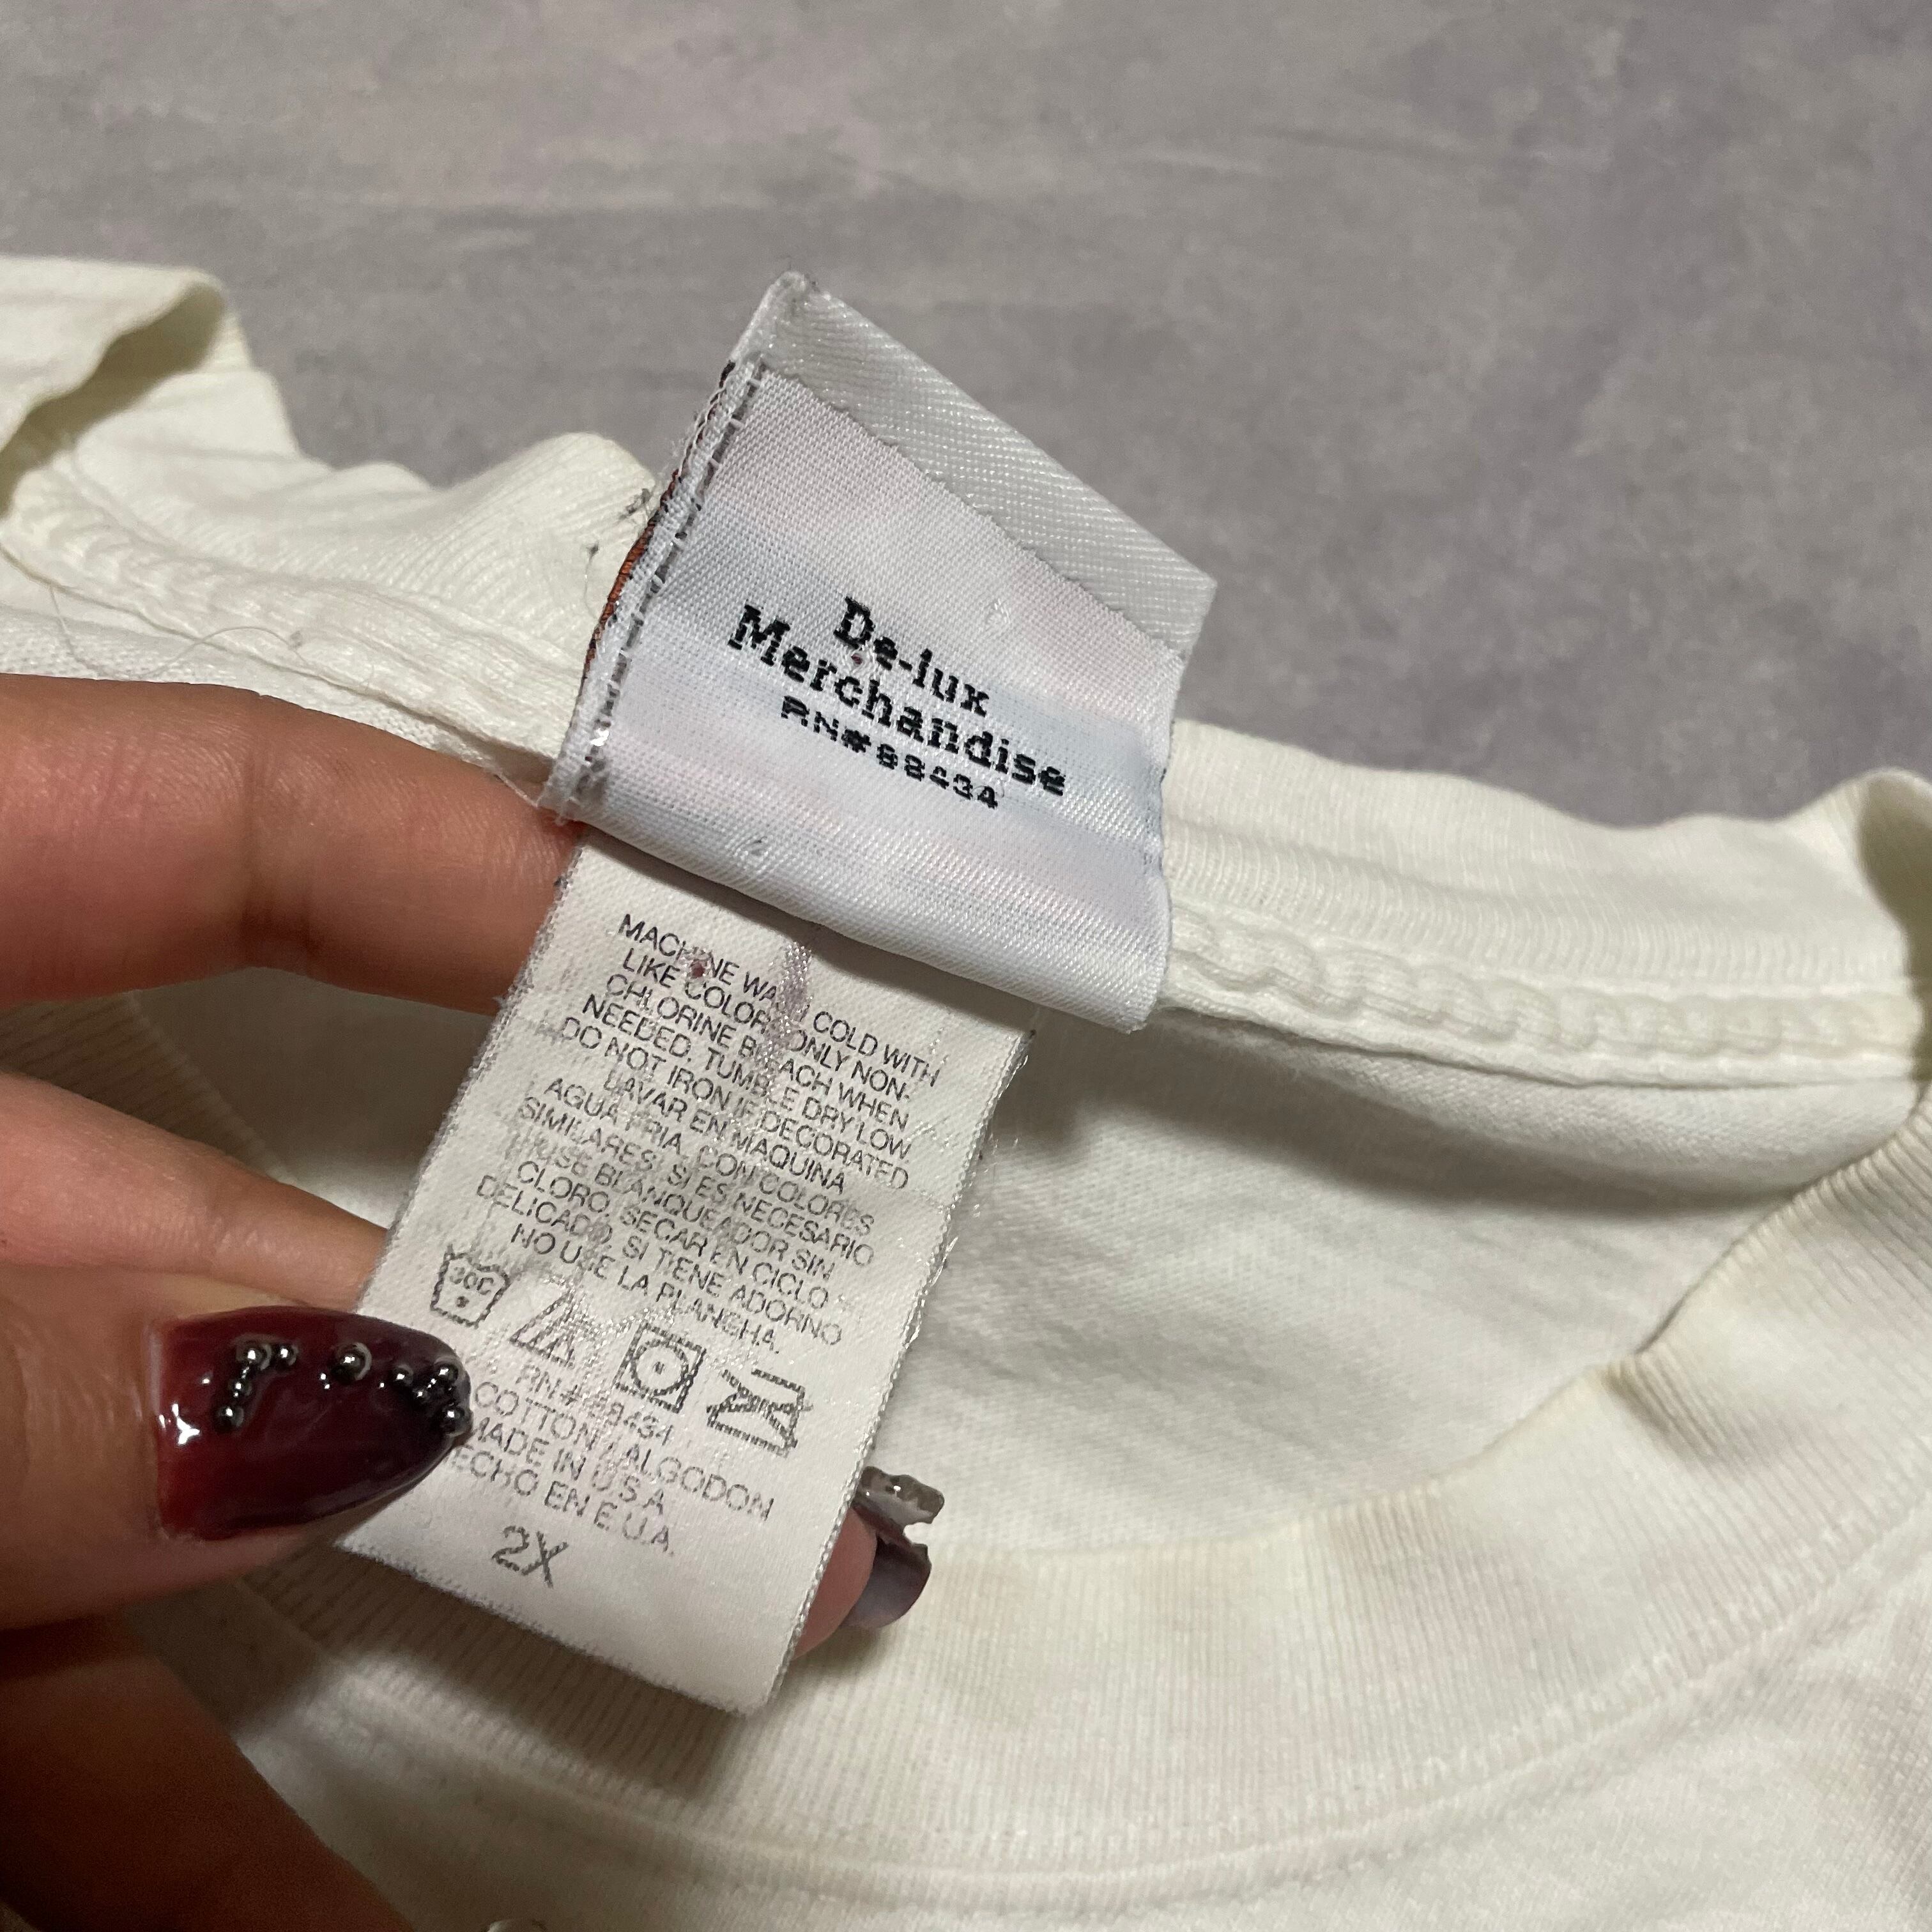 De-lux
Merchandise
RN#88434
MACHINE WASH COLD WITH
LIKE COLORS ONLY NON-
CHLORINE BLEACH WHEN
NEEDED, TUMBLE DRY LOW
DO NOT IRON IF DECORATED
LAVAR EN MAQUINA
AGUA FRIA, CON COLORES
SIMILARES, SI ES NECESARIO
USE BLANQUEADOR SIN
CLORO, SECAR EN CICLO
DELICADO, SI TIENE ADORNO
NO USE LA PLANCHA.
30C
RN#88434
COTTON / ALGODON
MADE IN U S A
ECHO EN E.U.A.
2X